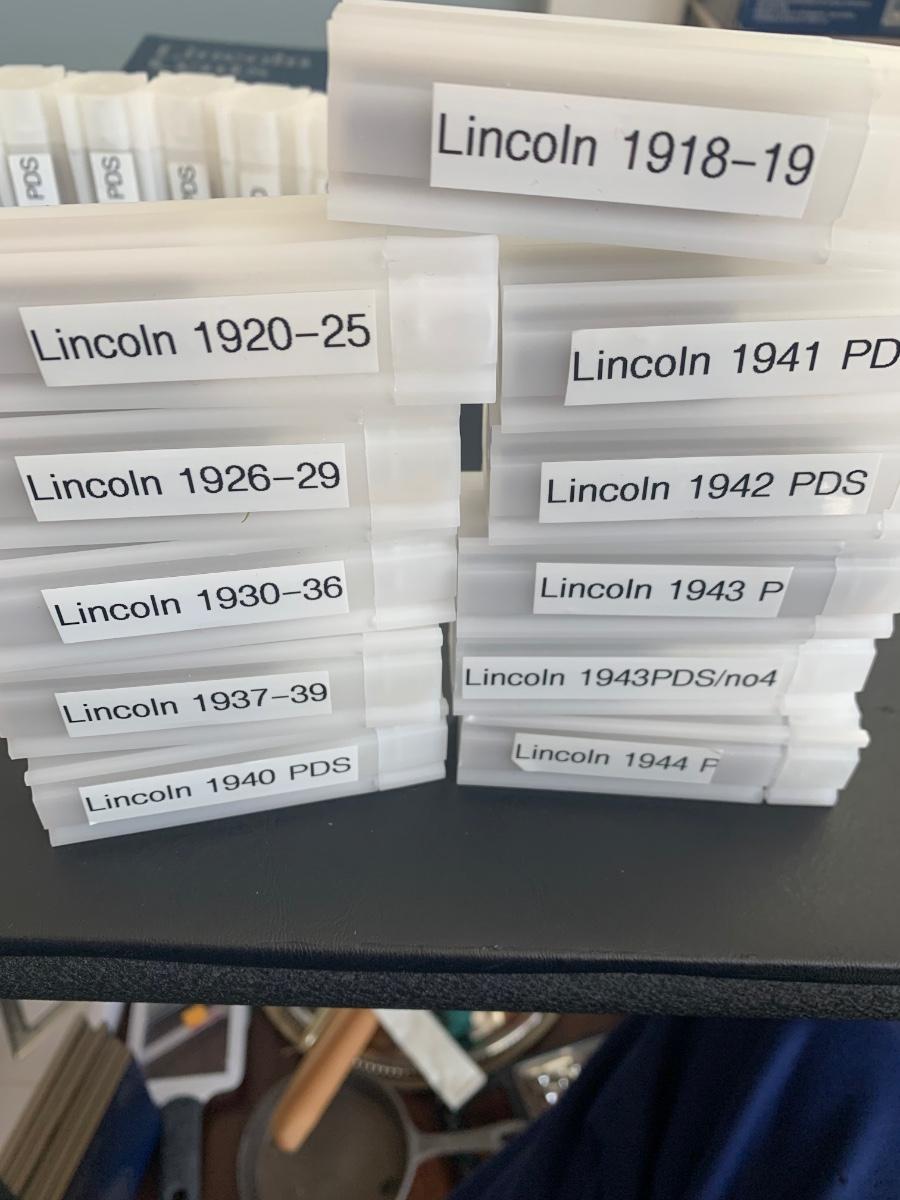 Lincoln
PDS
PDS
PDS
Lincoln 1918-19
Lincoln 1920-25
Lincoln 1926-29
Lincoln 1930-36
Lincoln 1937-39
Lincoln 1940 PDS
Lincoln 1941 PD
Lincoln 1942 PDS
Lincoln 1943 P
Lincoln 1943PDS/no4
Lincoln 1944 P